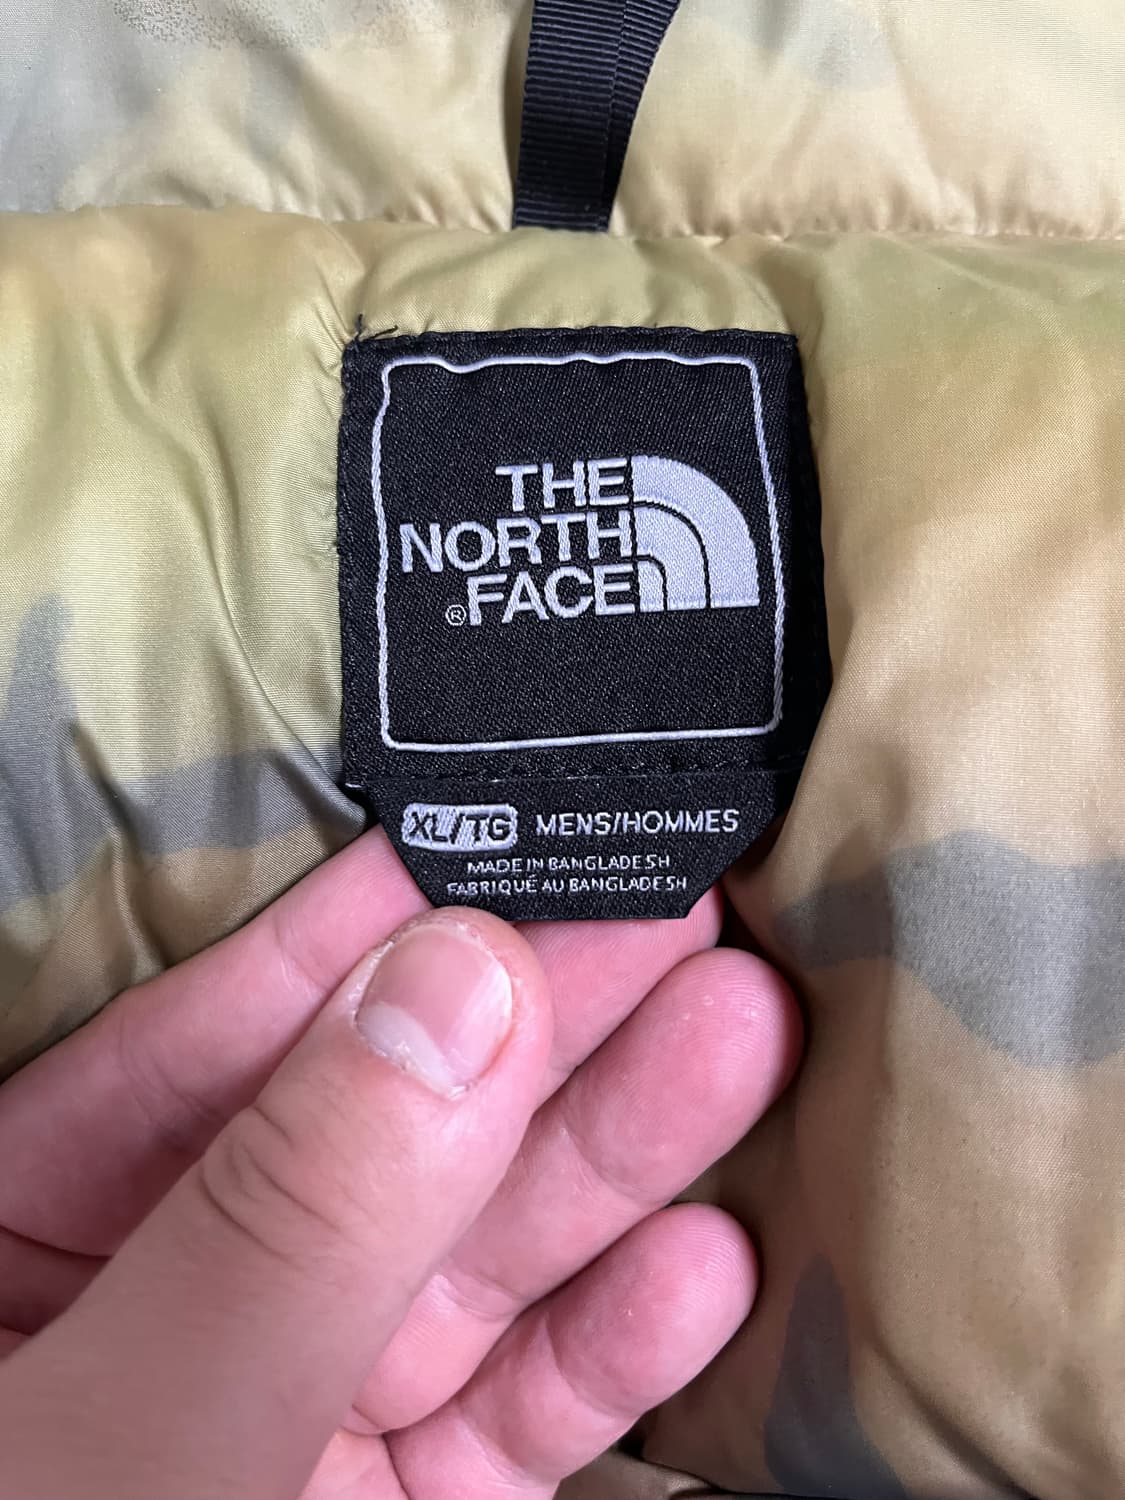 THE
NORTH
®FACE
XL/TG MENS/HOMMES
MADE IN BANGLADESH
FABRIQUÉ AU BANGLADESH